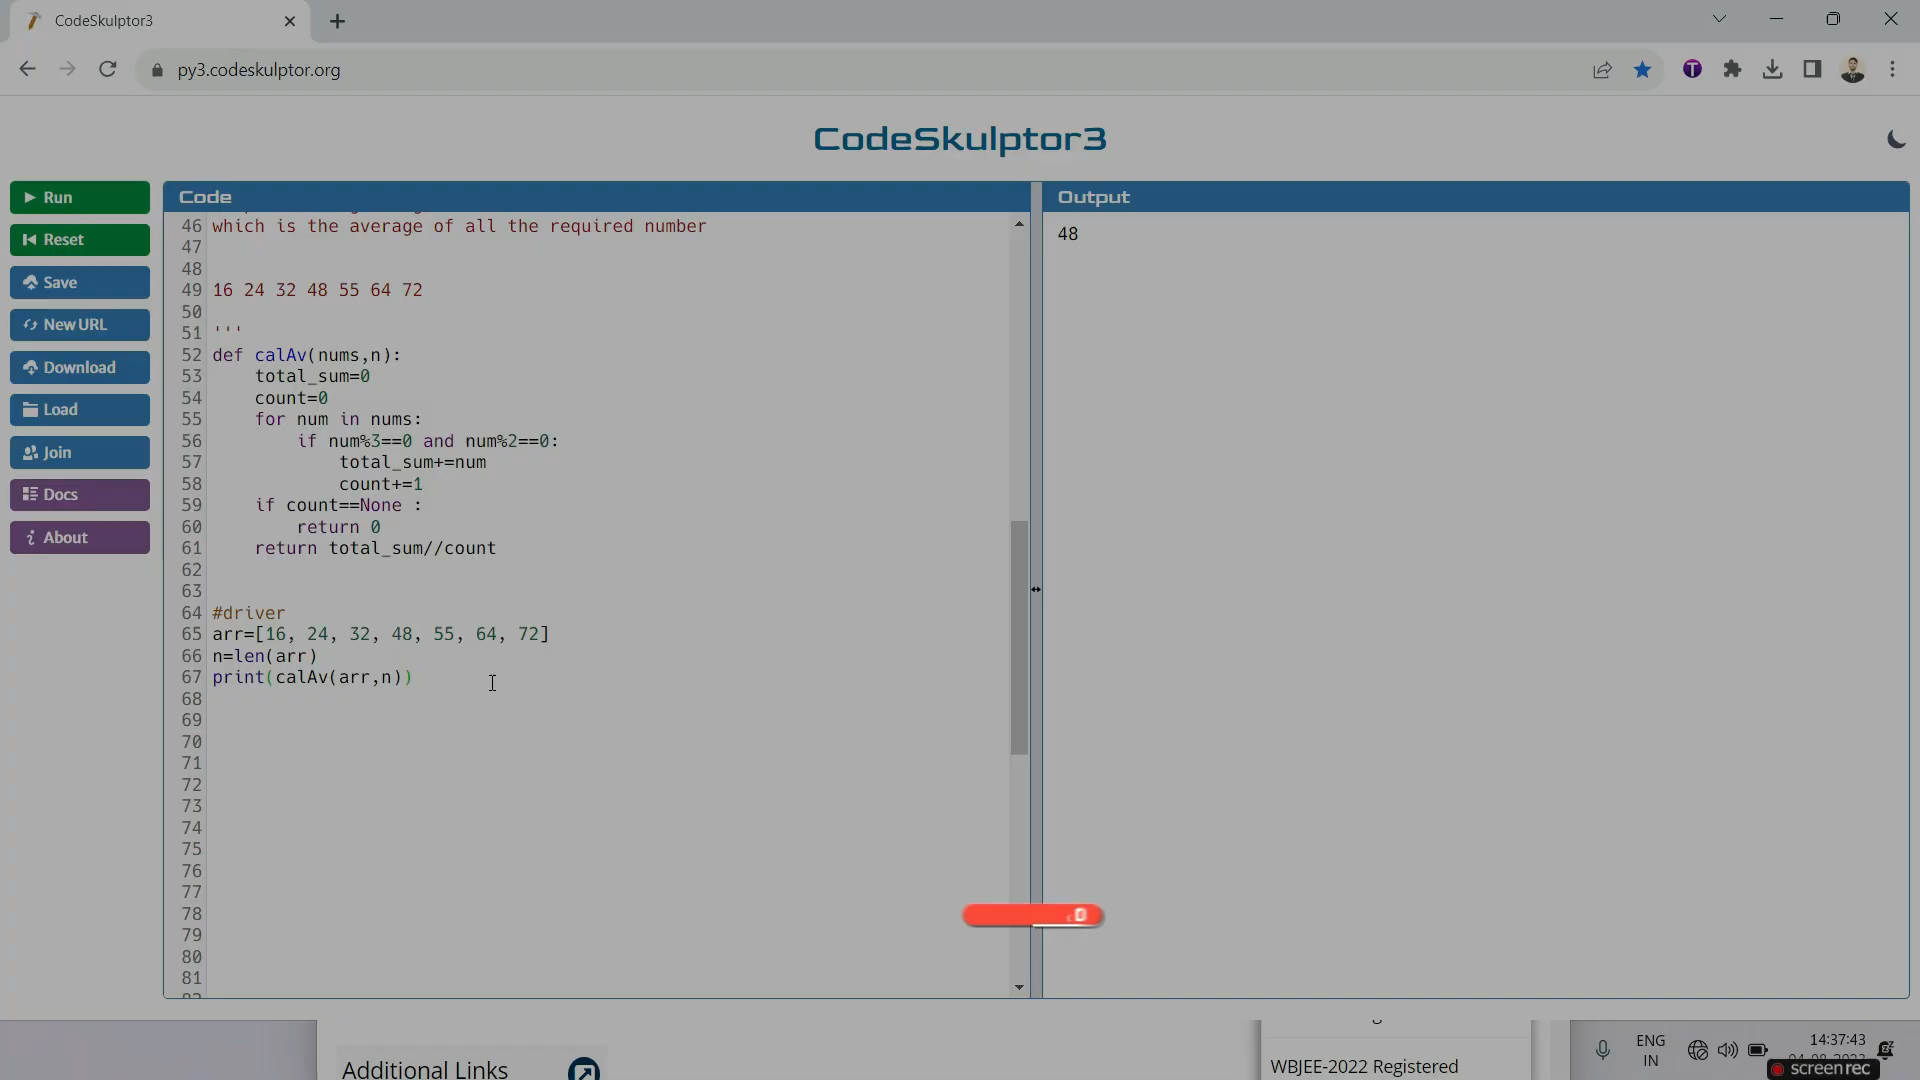 CodeSkulptor3
py3.codeskulptor.org
CodeSkulptor3
Run
Reset
Save
New URL
Download
Load
Join
Docs
About
Code
46 which is the average of all the required number
47
48
49 16 24 32 48 55 64 72
50
51 '''
52 def calAv(nums,n):
53     total_sum=0
54     count=0
55     for num in nums:
56         if num%3==0 and num%2==0:
57             total_sum+=num
58             count+=1
59     if count==None :
60         return 0
61     return total_sum//count
62
63
64 #driver
65 arr=[16, 24, 32, 48, 55, 64, 72]
66 n=len(arr)
67 print(calAv(arr,n))
68
69
70
71
72
73
74
75
76
77
78
79
80
81
Output
48
Additional Links
WBJEE-2022 Registered
ENG
IN
14:37:43
screenrec